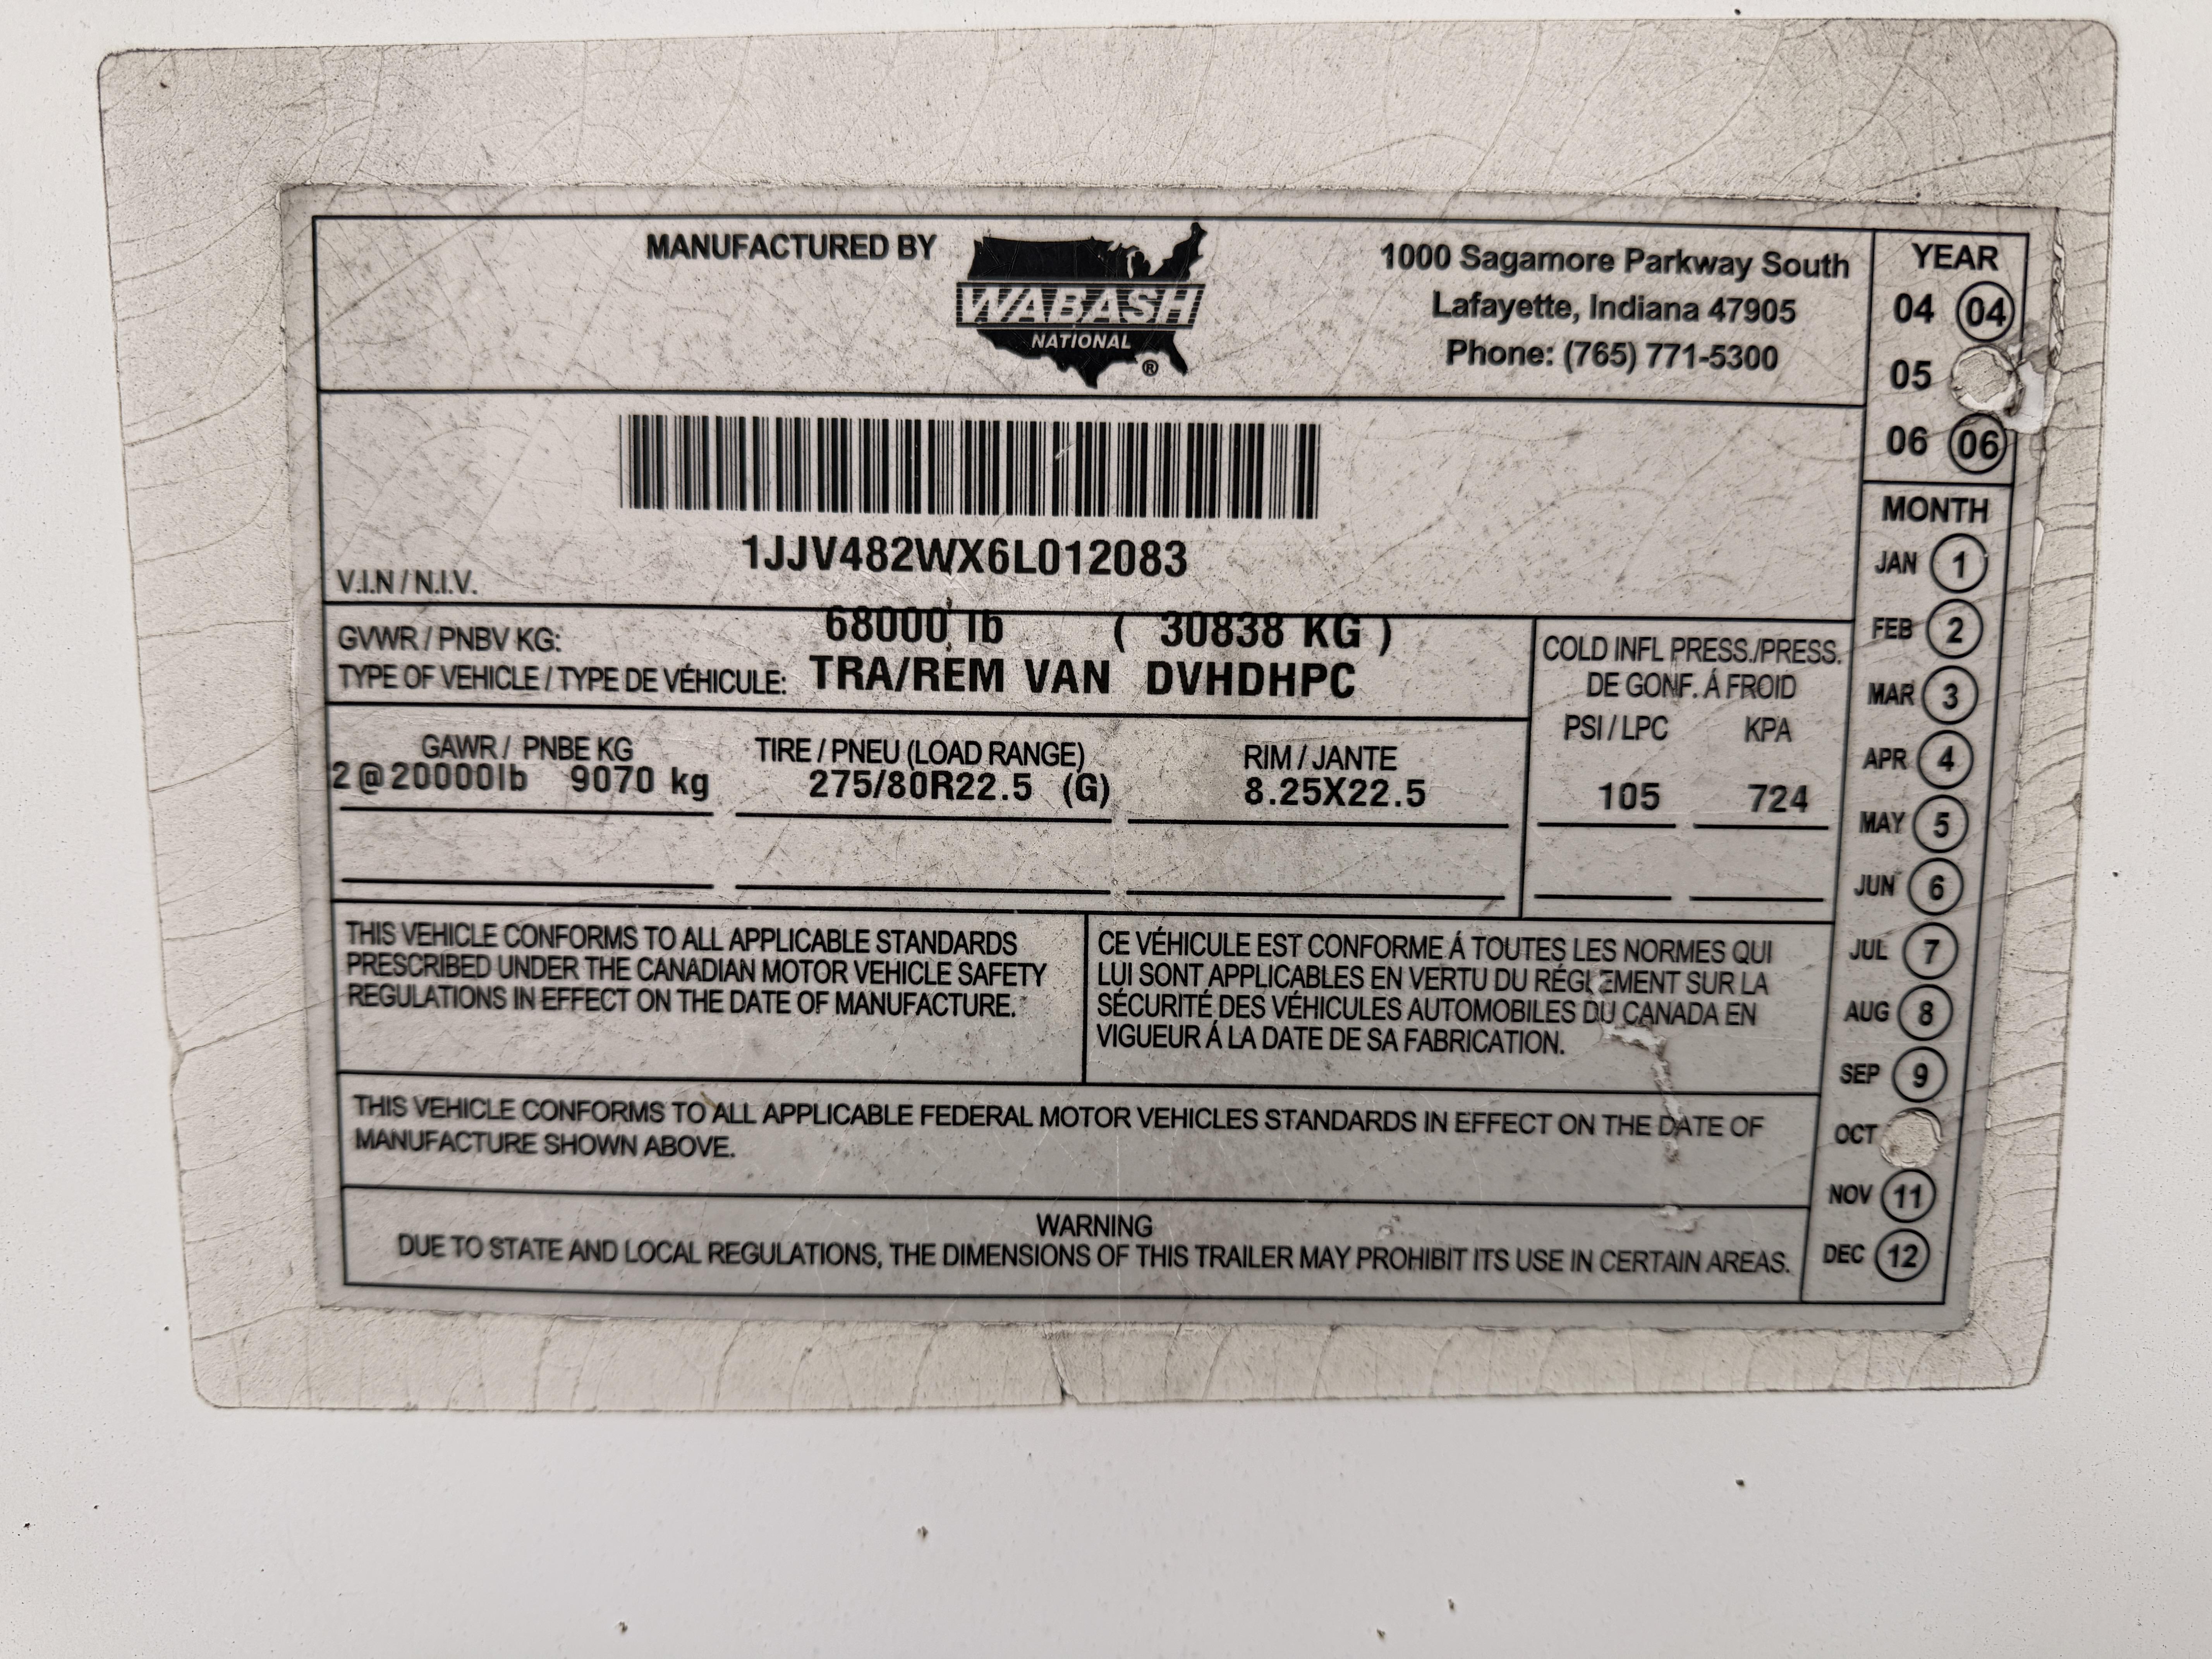 MANUFACTURED BY
WABASH
NATIONAL
®
1000 Sagamore Parkway South
Lafayette, Indiana 47905
Phone: (765) 771-5300
1JJV482WX6L012083
V.I.N / N.I.V.
GVWR / PNBV KG: 68000 lb ( 30838 KG )
TYPE OF VEHICLE / TYPE DE VÉHICULE: TRA/REM VAN DVHDHPC
COLD INFL PRESS./PRESS.
DE GONF. Á FROID
PSI / LPC KPA
105 724
GAWR / PNBE KG TIRE / PNEU (LOAD RANGE) RIM / JANTE
2@20000lb 9070 kg 275/80R22.5 (G) 8.25X22.5
THIS VEHICLE CONFORMS TO ALL APPLICABLE STANDARDS
PRESCRIBED UNDER THE CANADIAN MOTOR VEHICLE SAFETY
REGULATIONS IN EFFECT ON THE DATE OF MANUFACTURE.
CE VÉHICULE EST CONFORME Á TOUTES LES NORMES QUI
LUI SONT APPLICABLES EN VERTU DU RÉGLEMENT SUR LA
SÉCURITÉ DES VÉHICULES AUTOMOBILES DU CANADA EN
VIGUEUR Á LA DATE DE SA FABRICATION.
THIS VEHICLE CONFORMS TO ALL APPLICABLE FEDERAL MOTOR VEHICLES STANDARDS IN EFFECT ON THE DATE OF
MANUFACTURE SHOWN ABOVE.
WARNING
DUE TO STATE AND LOCAL REGULATIONS, THE DIMENSIONS OF THIS TRAILER MAY PROHIBIT ITS USE IN CERTAIN AREAS.
YEAR
04 04
05
06 06
MONTH
JAN 1
FEB 2
MAR 3
APR 4
MAY 5
JUN 6
JUL 7
AUG 8
SEP 9
OCT
NOV 11
DEC 12